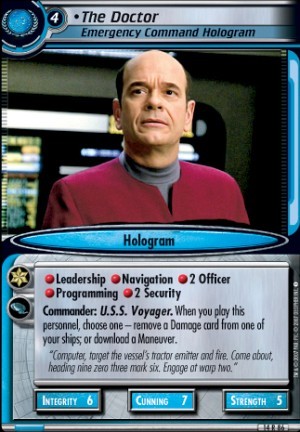 4
•The Doctor
Emergency Command Hologram
Hologram
•Leadership •Navigation •2 Officer
•Programming •2 Security
Commander: U.S.S. Voyager. When you play this
personnel, choose one – remove a Damage card from one of
your ships; or download a Maneuver.
"Computer, target the vessel's tractor emitter and fire. Come about,
heading nine zero three mark six. Engage at warp two."
Integrity 6 Cunning 7 Strength 5
14 R 86